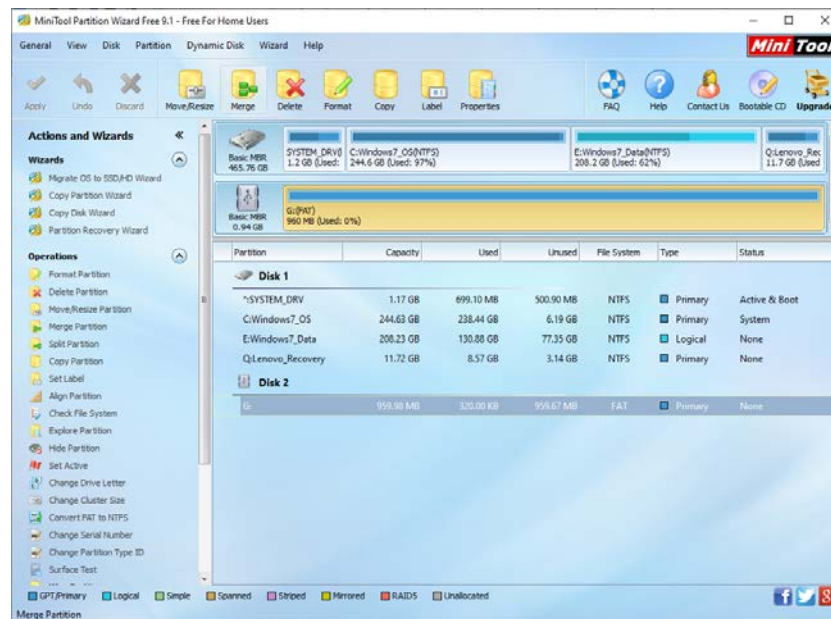 MiniTool Partition Wizard Free 9.1 - Free For Home Users
General View Disk Partition Dynamic Disk Wizard Help
Mini Tool
Apply Undo Discard Move/Resize Merge Delete Format Copy Label Properties FAQ Help Contact Us Bootable CD Upgrade
Actions and Wizards
Wizards
Migrate OS to SSD/HD Wizard
Copy Partition Wizard
Copy Disk Wizard
Partition Recovery Wizard
Operations
Format Partition
Delete Partition
Move/Resize Partition
Merge Partition
Split Partition
Copy Partition
Set Label
Align Partition
Check File System
Explore Partition
Hide Partition
Set Active
Change Drive Letter
Change Cluster Size
Convert FAT to NTFS
Change Serial Number
Change Partition Type ID
Surface Test
Basic MBR
465.76 GB
SYSTEM_DRV(
1.2 GB (Used:
C:Windows7_OS(NTFS)
244.6 GB (Used: 97%)
E:Windows7_Data(NTFS)
208.2 GB (Used: 62%)
Q:Lenovo_Rec
11.7 GB (Used
Basic MBR
0.94 GB
G:(FAT)
960 MB (Used: 0%)
Partition Capacity Used Unused File System Type Status
Disk 1
*:SYSTEM_DRV 1.17 GB 699.10 MB 500.90 MB NTFS Primary Active & Boot
C:Windows7_OS 244.63 GB 238.44 GB 6.19 GB NTFS Primary System
E:Windows7_Data 208.23 GB 130.88 GB 77.35 GB NTFS Logical None
Q:Lenovo_Recovery 11.72 GB 8.57 GB 3.14 GB NTFS Primary None
Disk 2
G: 959.98 MB 320.00 KB 959.67 MB FAT Primary None
GPT/Primary Logical Simple Spanned Striped Mirrored RAID5 Unallocated
Merge Partition